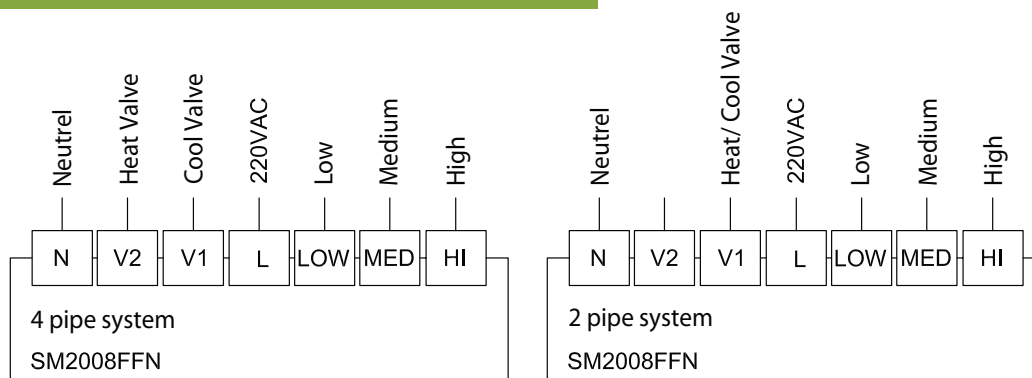 Neutrel
Heat Valve
Cool Valve
220VAC
Low
Medium
High
N V2 V1 L LOW MED HI
4 pipe system
SM2008FFN
Neutrel
Heat/ Cool Valve
220VAC
Low
Medium
High
N V2 V1 L LOW MED HI
2 pipe system
SM2008FFN